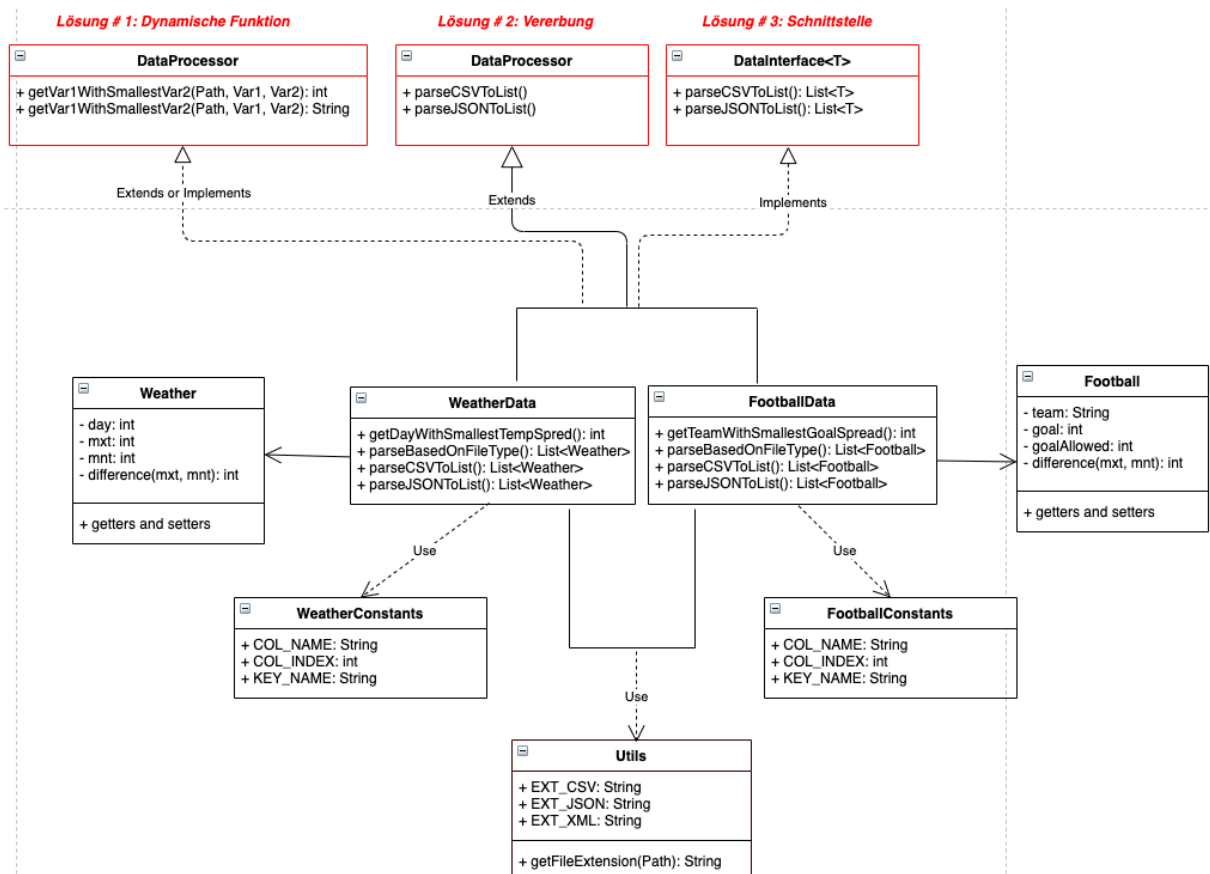 Lösung # 1: Dynamische Funktion
Lösung # 2: Vererbung
Lösung # 3: Schnittstelle
DataProcessor
+ getVar1WithSmallestVar2(Path, Var1, Var2): int
+ getVar1WithSmallestVar2(Path, Var1, Var2): String
DataProcessor
+ parseCSVToList()
+ parseJSONToList()
DataInterface<T>
+ parseCSVToList(): List<T>
+ parseJSONToList(): List<T>
Extends or Implements
Extends
Implements
Weather
- day: int
- mxt: int
- mnt: int
- difference(mxt, mnt): int
+ getters and setters
WeatherData
+ getDayWithSmallestTempSpred(): int
+ parseBasedOnFileType(): List<Weather>
+ parseCSVToList(): List<Weather>
+ parseJSONToList(): List<Weather>
FootballData
+ getTeamWithSmallestGoalSpread(): int
+ parseBasedOnFileType(): List<Football>
+ parseCSVToList(): List<Football>
+ parseJSONToList(): List<Football>
Football
- team: String
- goal: int
- goalAllowed: int
- difference(mxt, mnt): int
+ getters and setters
Use
Use
WeatherConstants
+ COL_NAME: String
+ COL_INDEX: int
+ KEY_NAME: String
FootballConstants
+ COL_NAME: String
+ COL_INDEX: int
+ KEY_NAME: String
Use
Utils
+ EXT_CSV: String
+ EXT_JSON: String
+ EXT_XML: String
+ getFileExtension(Path): String